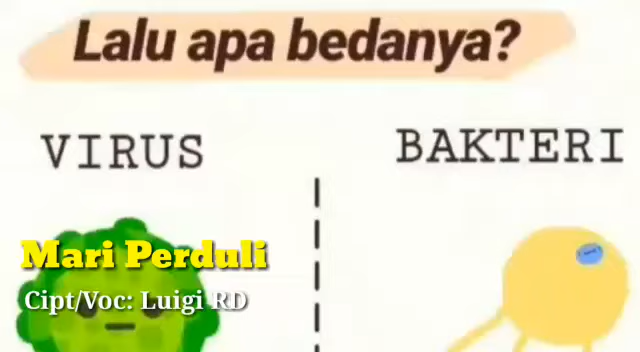 Lalu apa bedanya?
VIRUS
BAKTERI
Mari Perduli
Cipt/Voc: Luigi RD